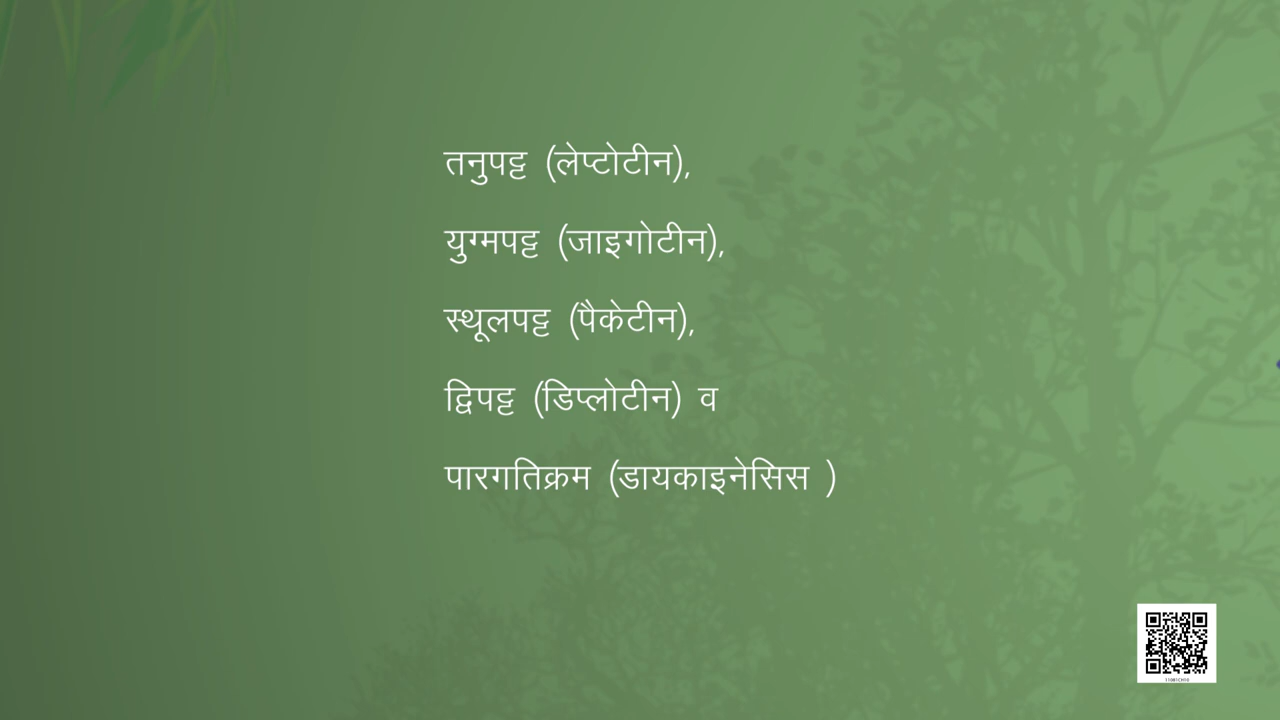 तनुपट्ट (लेप्टोटीन),
युग्मपट्ट (जाइगोटीन),
स्थूलपट्ट (पैकेटीन),
द्विपट्ट (डिप्लोटीन) व
पारगतिक्रम (डायकाइनेसिस )